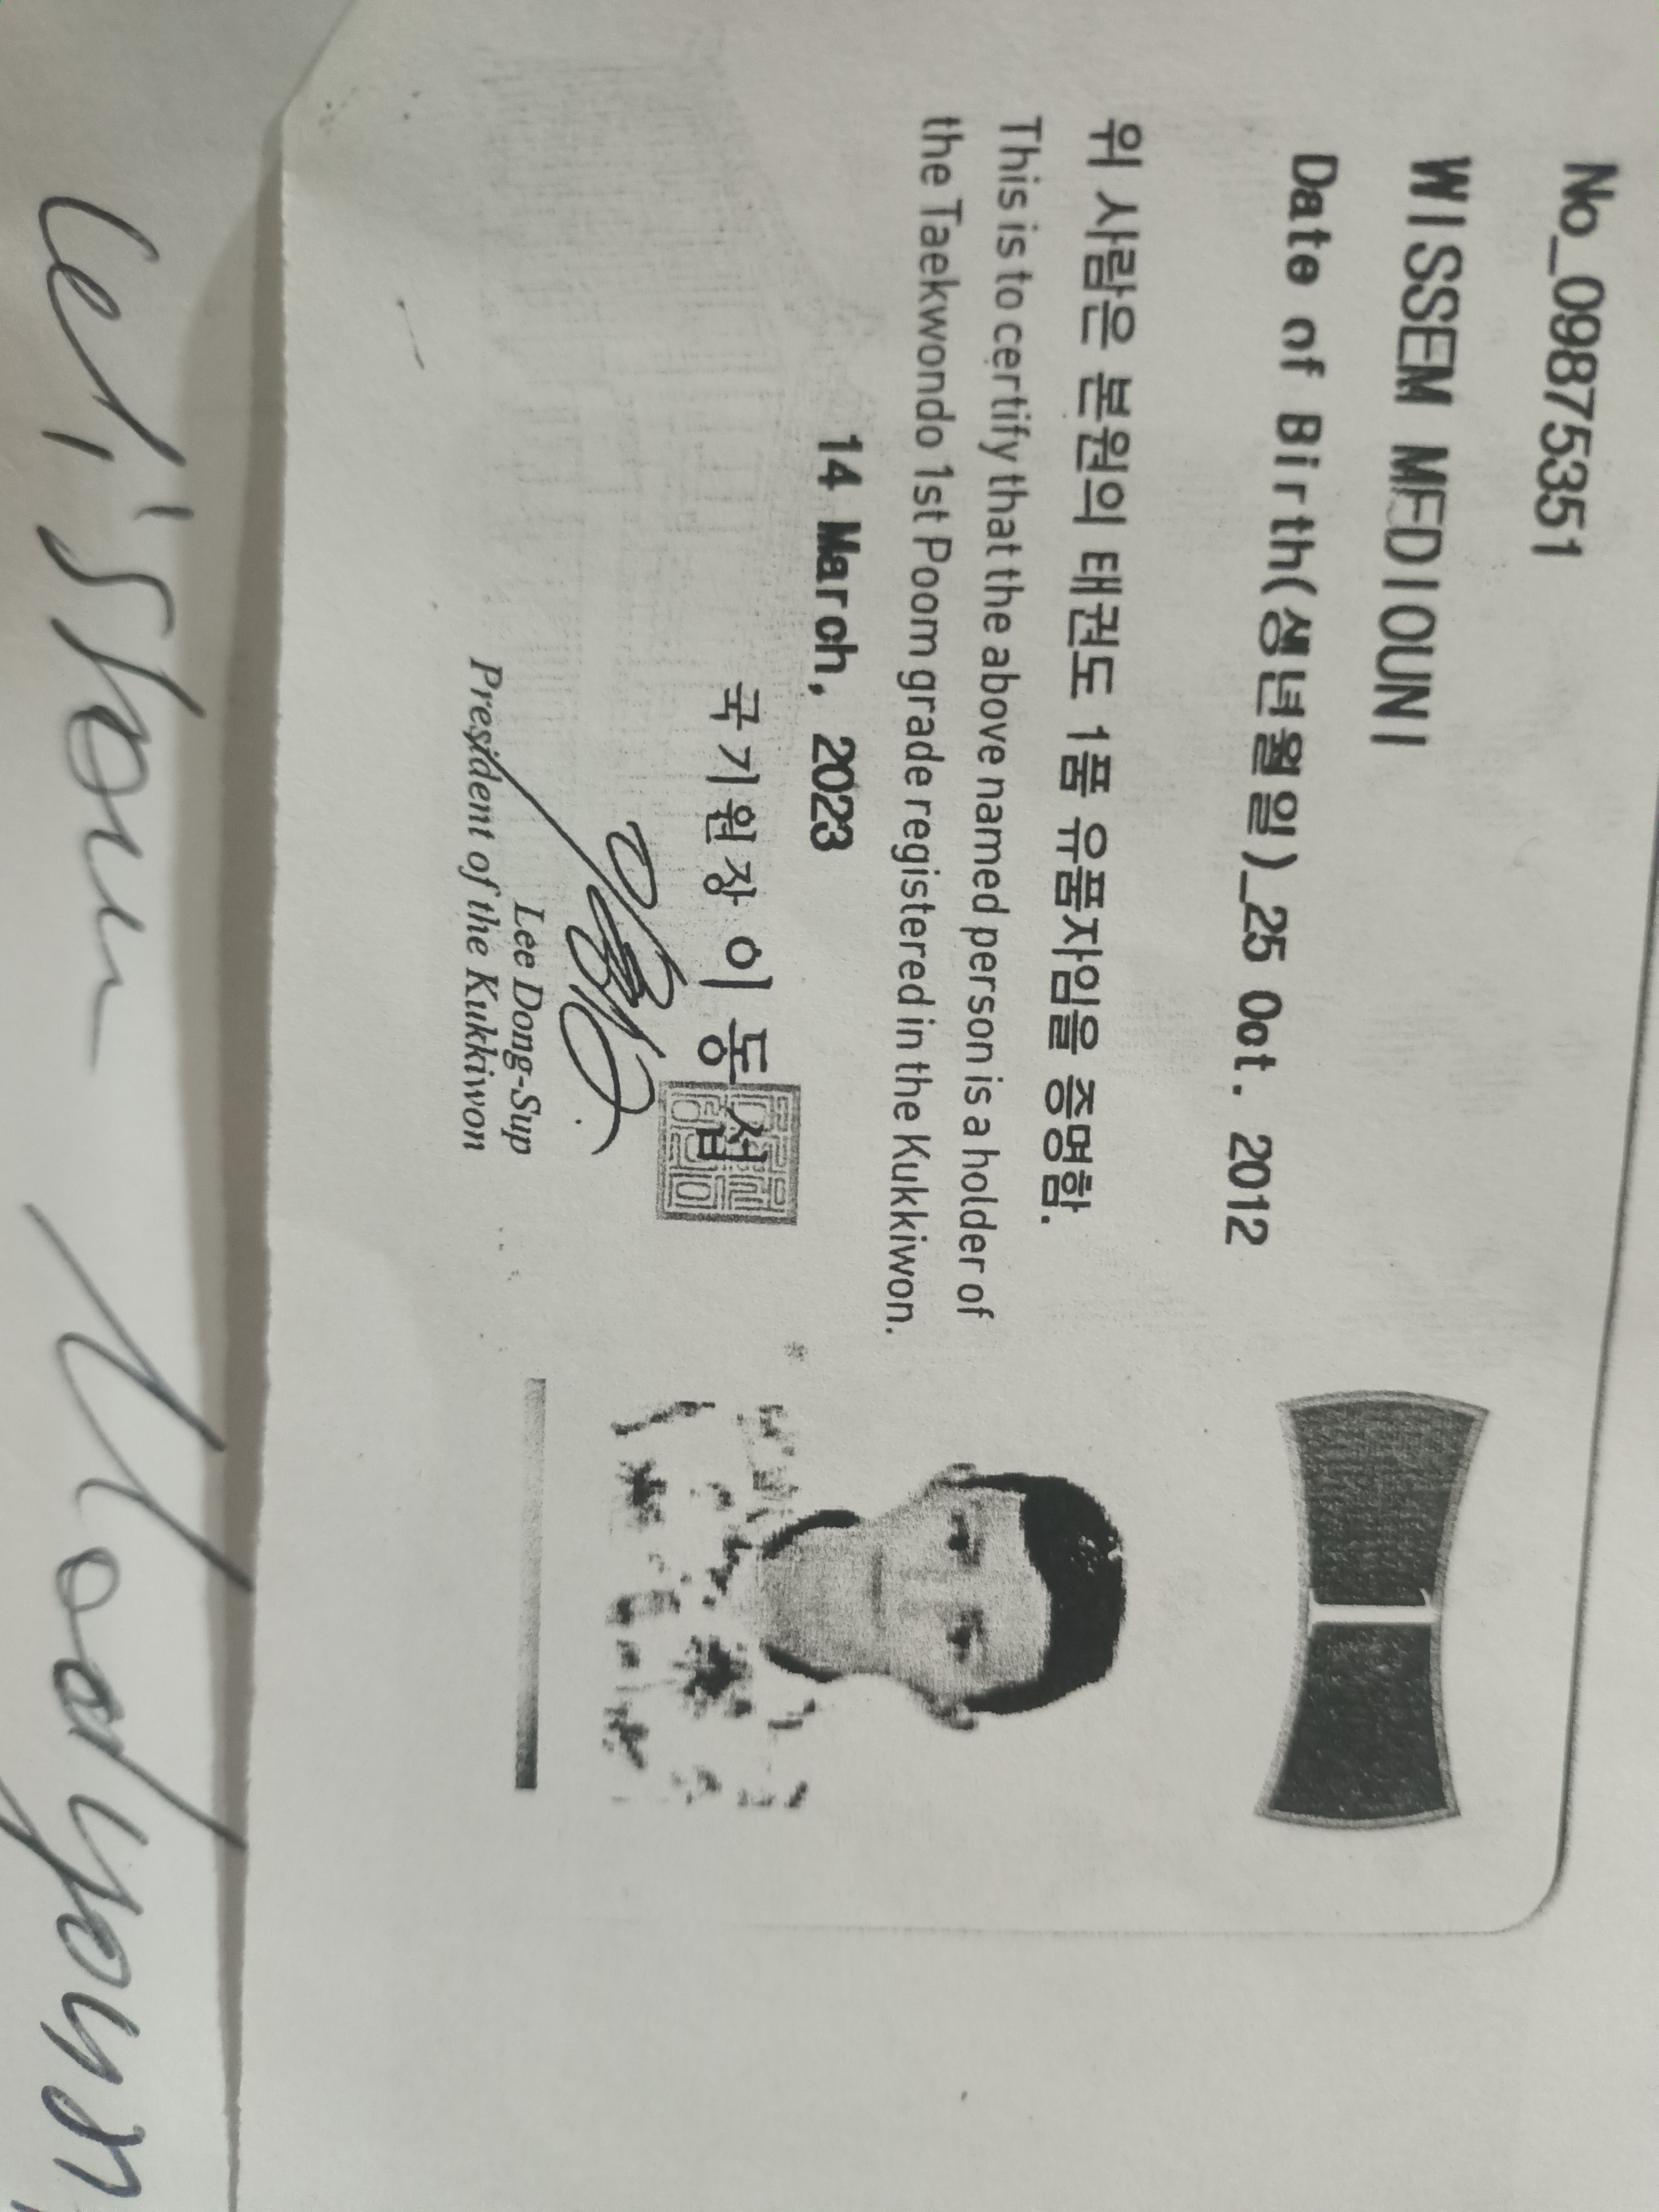 No_09875351
WISSEM MEDIOUNI
Date of Birth(생년월일)_25 Oct. 2012
위 사람은 본원의 태권도 1품 유품자임을 증명함.
This is to certify that the above named person is a holder of
the Taekwondo 1st Poom grade registered in the Kukkiwon.
14 March, 2023
국기원장 이동섭
Lee Dong-Sup
President of the Kukkiwon